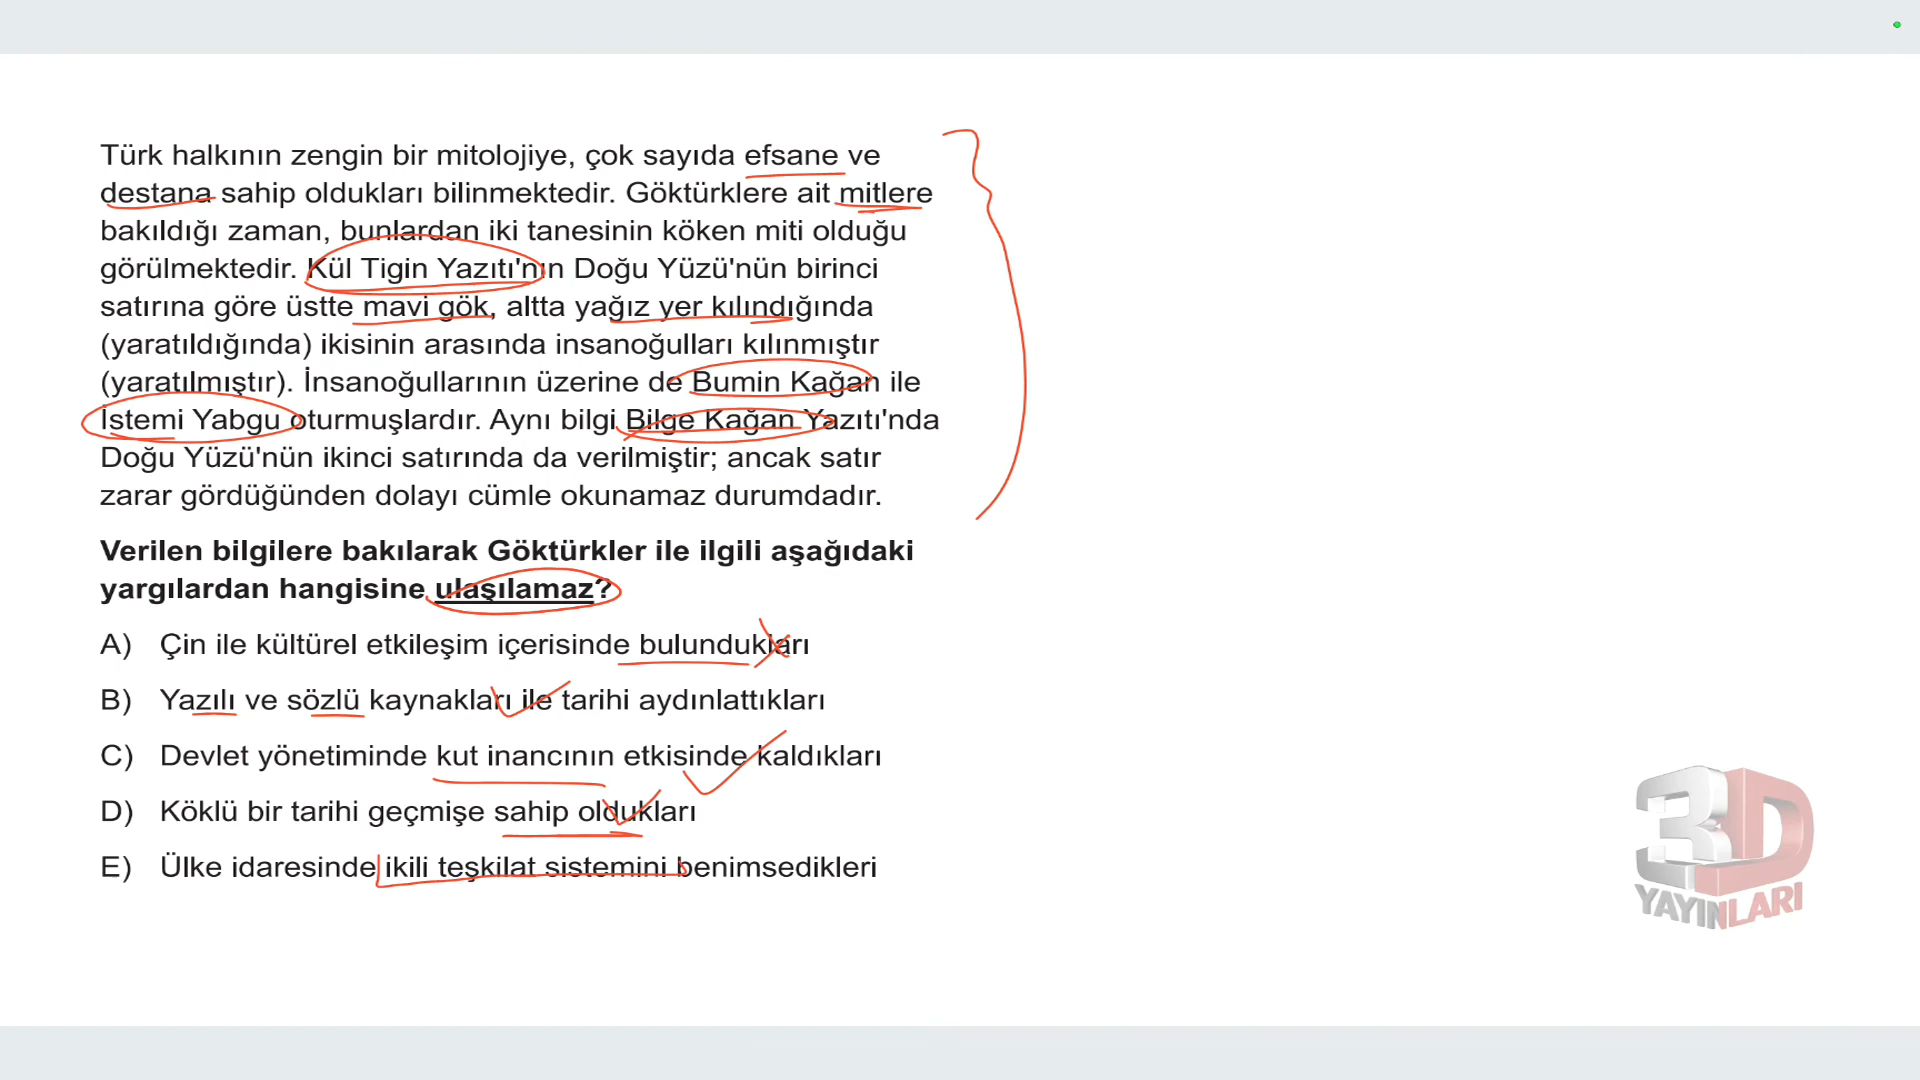 Türk halkının zengin bir mitolojiye, çok sayıda efsane ve
destana sahip oldukları bilinmektedir. Göktürklere ait mitlere
bakıldığı zaman, bunlardan iki tanesinin köken miti olduğu
görülmektedir. Kül Tigin Yazıtı'nın Doğu Yüzü'nün birinci
satırına göre üstte mavi gök, altta yağız yer kılındığında
(yaratıldığında) ikisinin arasında insanoğulları kılınmıştır
(yaratılmıştır). İnsanoğullarının üzerine de Bumin Kağan ile
İstemi Yabgu oturmuşlardır. Aynı bilgi Bilge Kağan Yazıtı'nda
Doğu Yüzü'nün ikinci satırında da verilmiştir; ancak satır
zarar gördüğünden dolayı cümle okunamaz durumdadır.
Verilen bilgilere bakılarak Göktürkler ile ilgili aşağıdaki
yargılardan hangisine ulaşılamaz?
A) Çin ile kültürel etkileşim içerisinde bulundukları
B) Yazılı ve sözlü kaynakları ile tarihi aydınlattıkları
C) Devlet yönetiminde kut inancının etkisinde kaldıkları
D) Köklü bir tarihi geçmişe sahip oldukları
E) Ülke idaresinde ikili teşkilat sistemini benimsedikleri
3D
YAYINLARI